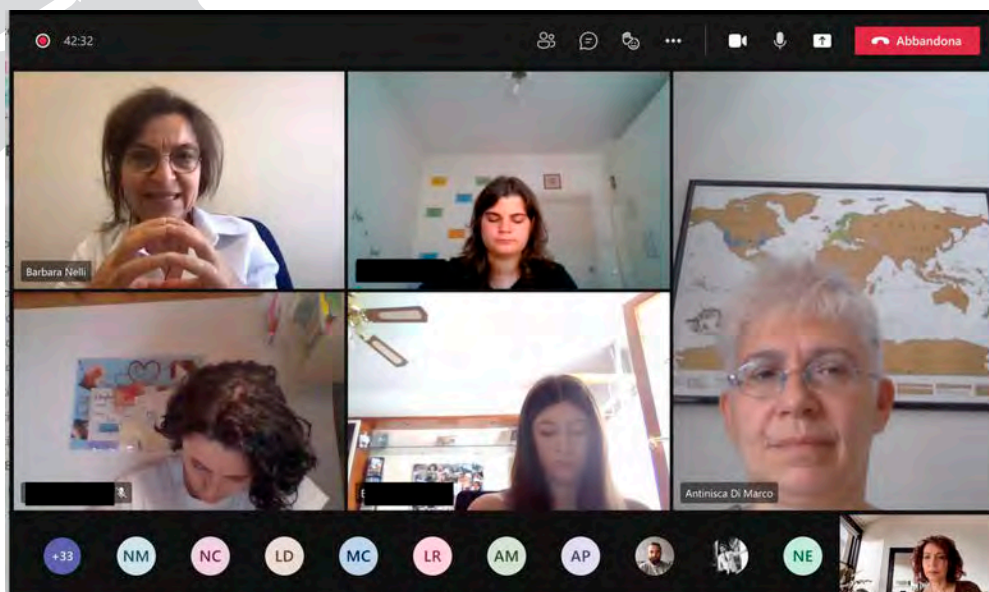 42:32
Abbandona
Barbara Nelli
Antinisca Di Marco
+33
NM
NC
LD
MC
LR
AM
AP
NE